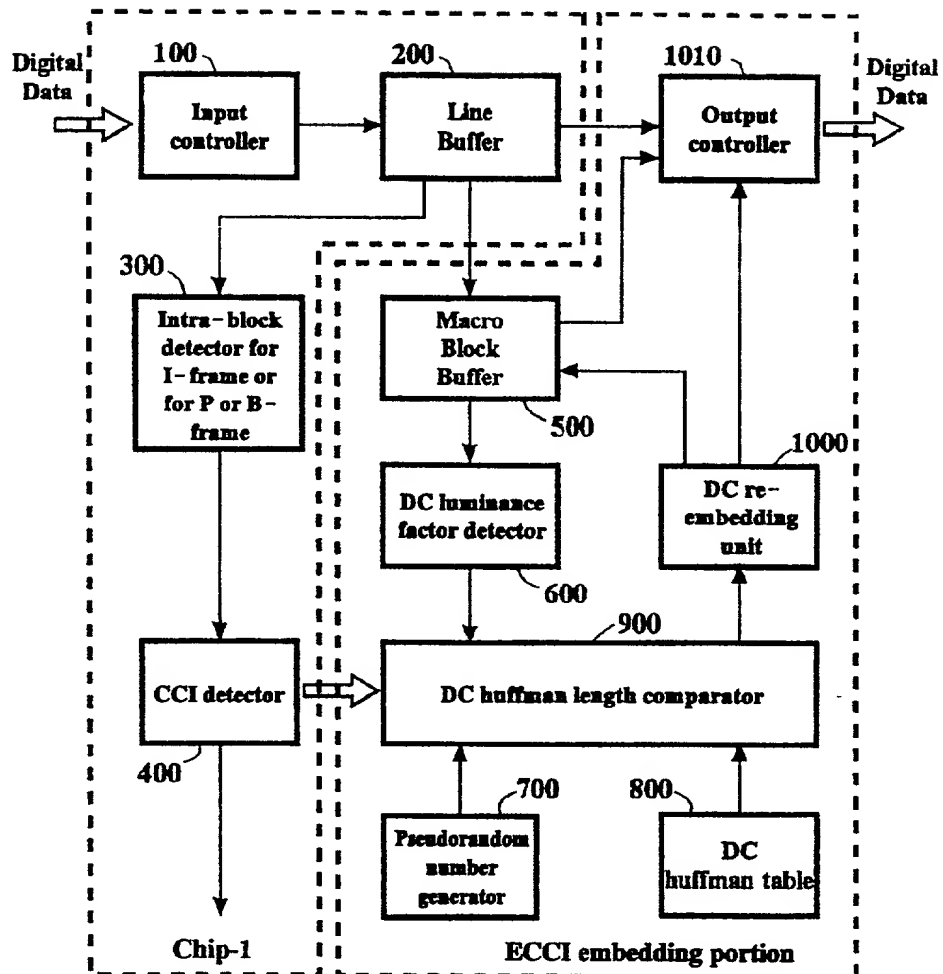 100
200
1010
Digital
Data
Input
controller
Line
Buffer
Output
controller
Digital
Data
300
Intra-block
detector for
I-frame or
for P or B-
frame
Macro
Block
Buffer
500
1000
DC luminance
factor detector
600
DC re-
embedding
unit
900
CCI detector
400
DC huffman length comparator
700
800
Pseudorandom
number
generator
DC
huffman table
Chip-1
ECCI embedding portion